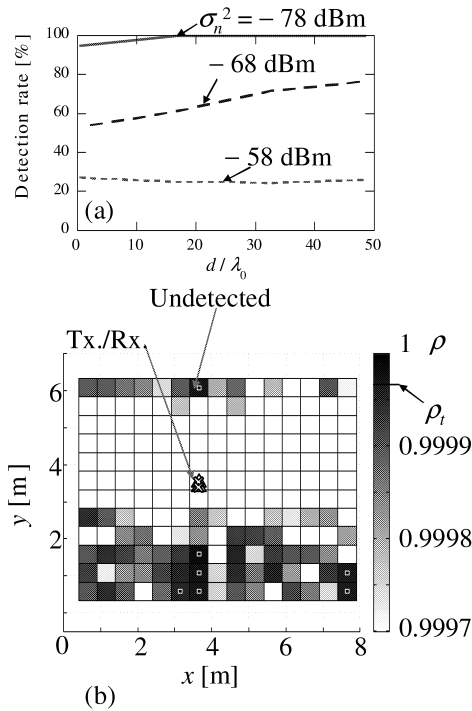 σn² = − 78 dBm
100
80
60
40
20
0
Detection rate [%]
− 68 dBm
− 58 dBm
(a)
0 10 20 30 40 50
d / λ0
Undetected
Tx./Rx.
1 ρ
ρt
0.9999
0.9998
0.9997
6
4
2
y [m]
0 2 4 6 8
x [m]
(b)